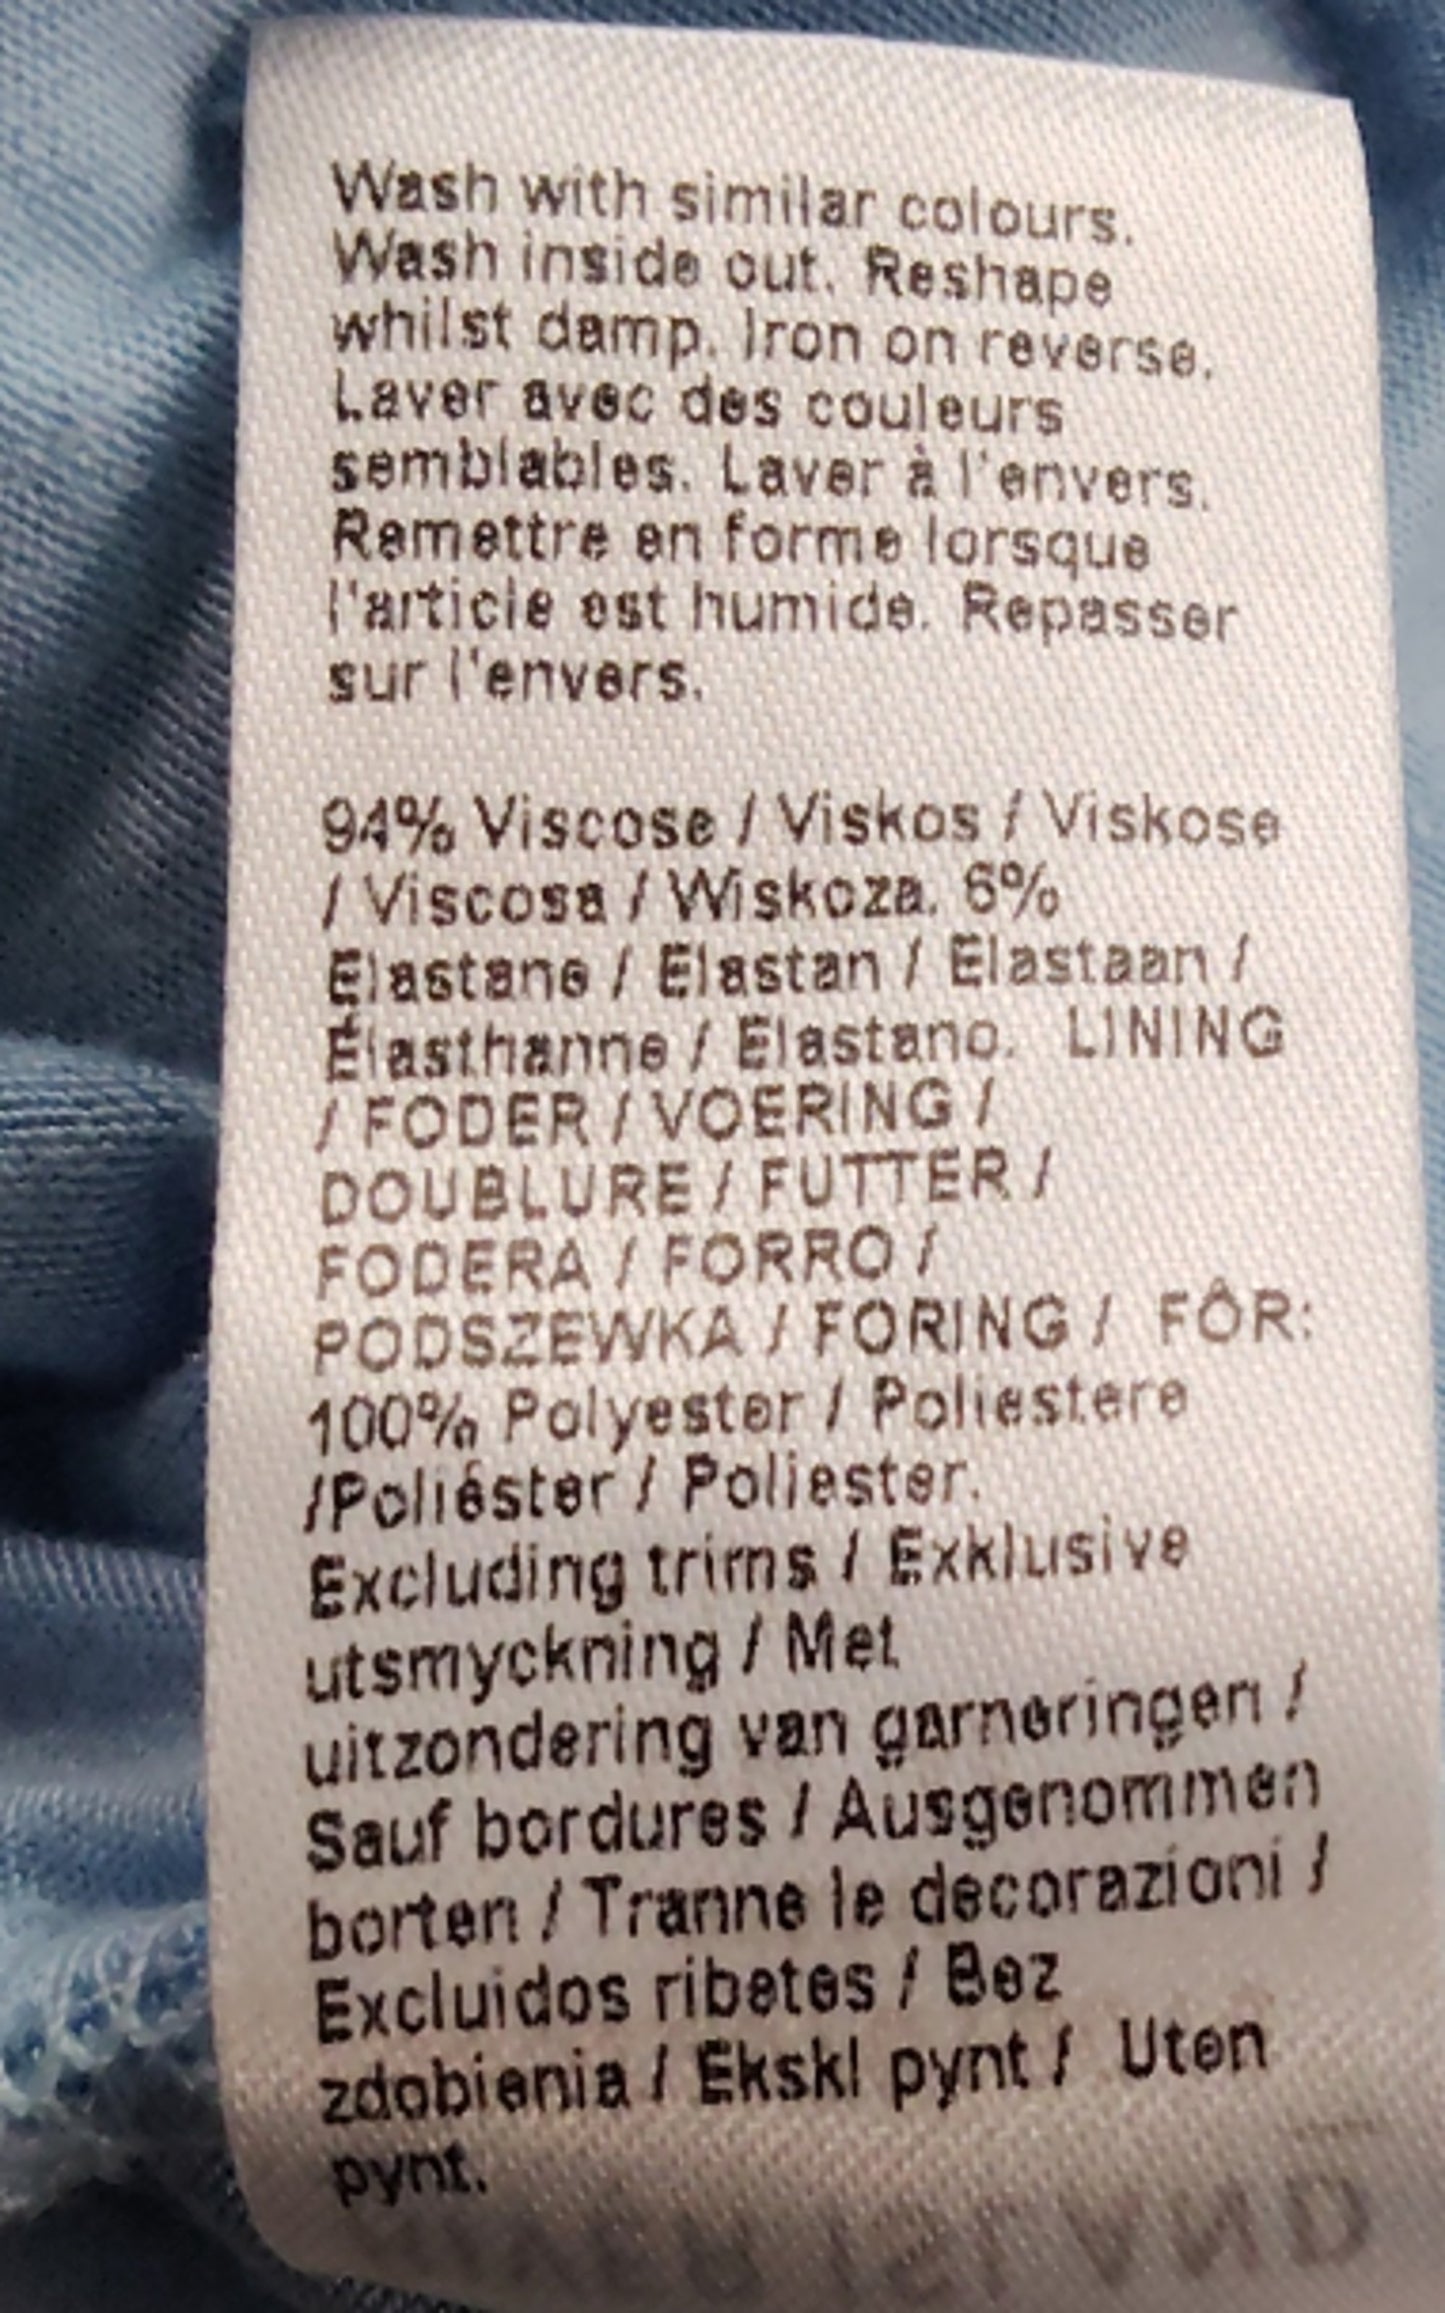 Wash with similar colours.
Wash inside out. Reshape
whilst damp. Iron on reverse.
Laver avec des couleurs
semblables. Laver à l'envers.
Remettre en forme lorsque
l'article est humide. Repasser
sur l'envers.
94% Viscose / Viskos / Viskose
/ Viscosa / Wiskoza. 6%
Elastane / Elastan / Elastaan /
Élasthanne / Elastano. LINING
/ FODER / VOERING /
DOUBLURE / FUTTER /
FODERA / FORRO /
PODSZEWKA / FORING / FÔR:
100% Polyester / Poliestere
/Poliéster / Poliester.
Excluding trims / Exklusive
utsmyckning / Met
uitzondering van garneringen /
Sauf bordures / Ausgenommen
borten / Tranne le decorazioni /
Excluidos ribetes / Bez
zdobienia / Ekskl pynt / Uten
pynt.